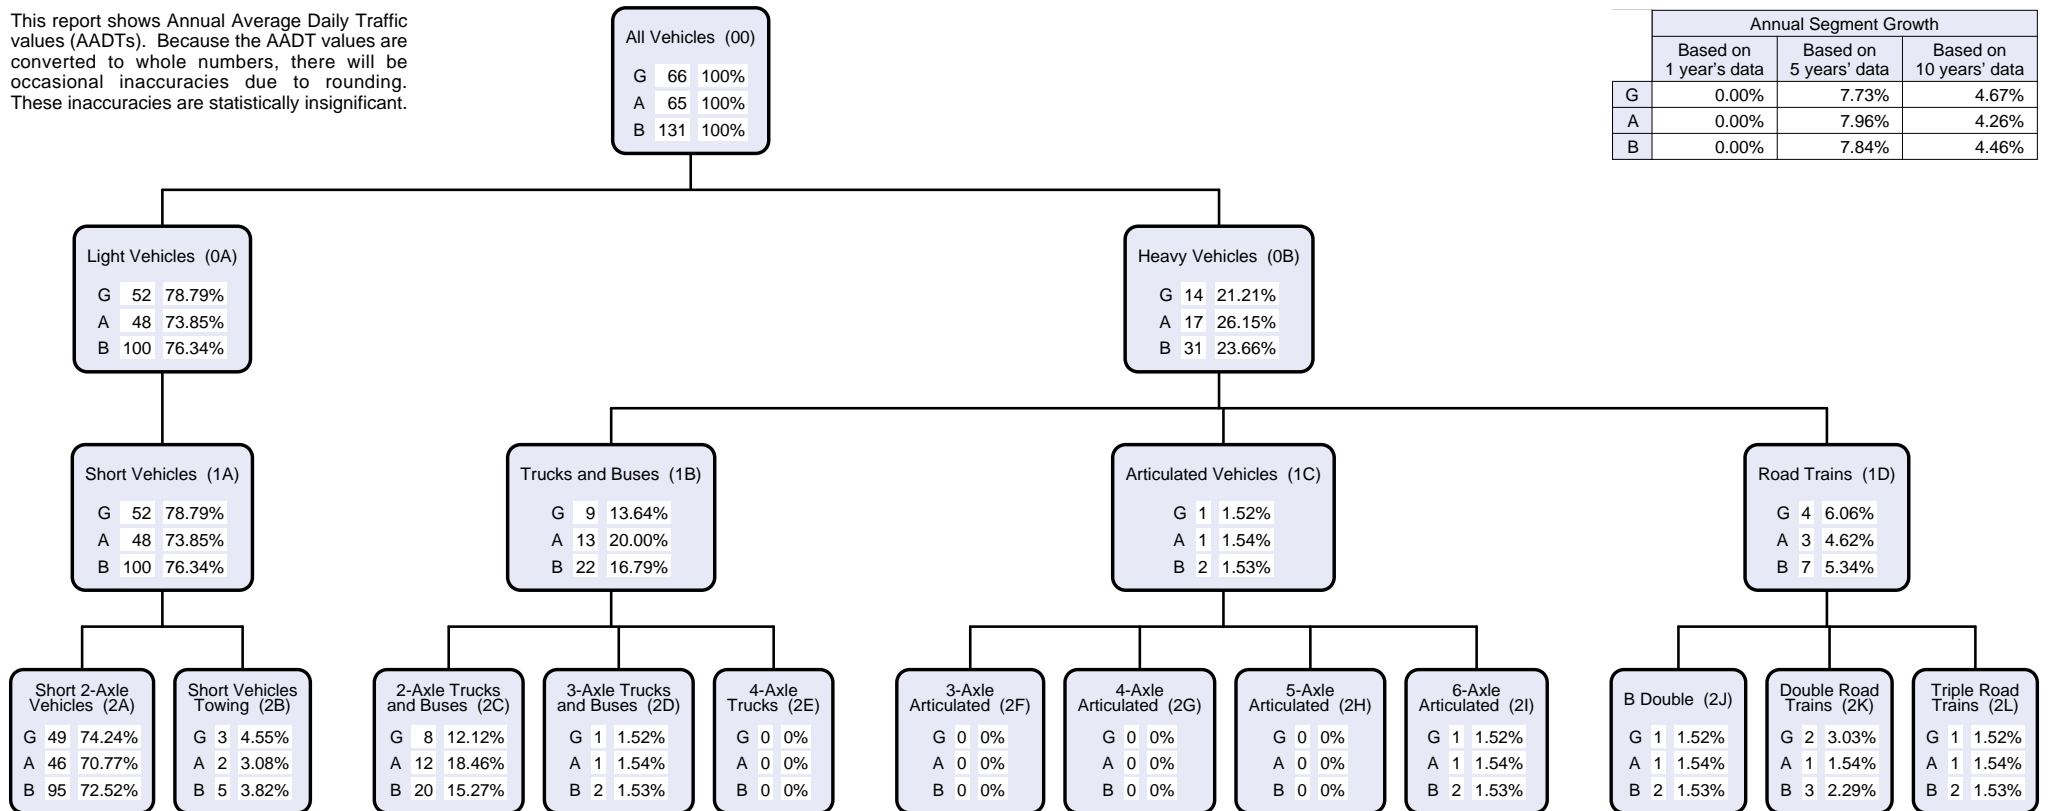 This report shows Annual Average Daily Traffic
values (AADTs). Because the AADT values are
converted to whole numbers, there will be
occasional inaccuracies due to rounding.
These inaccuracies are statistically insignificant.
All Vehicles (00)
G 66 100%
A 65 100%
B 131 100%
Annual Segment Growth
Based on 1 year's data
Based on 5 years' data
Based on 10 years' data
G 0.00% 7.73% 4.67%
A 0.00% 7.96% 4.26%
B 0.00% 7.84% 4.46%
Light Vehicles (0A)
G 52 78.79%
A 48 73.85%
B 100 76.34%
Heavy Vehicles (0B)
G 14 21.21%
A 17 26.15%
B 31 23.66%
Short Vehicles (1A)
G 52 78.79%
A 48 73.85%
B 100 76.34%
Trucks and Buses (1B)
G 9 13.64%
A 13 20.00%
B 22 16.79%
Articulated Vehicles (1C)
G 1 1.52%
A 1 1.54%
B 2 1.53%
Road Trains (1D)
G 4 6.06%
A 3 4.62%
B 7 5.34%
Short 2-Axle
Vehicles (2A)
G 49 74.24%
A 46 70.77%
B 95 72.52%
Short Vehicles
Towing (2B)
G 3 4.55%
A 2 3.08%
B 5 3.82%
2-Axle Trucks
and Buses (2C)
G 8 12.12%
A 12 18.46%
B 20 15.27%
3-Axle Trucks
and Buses (2D)
G 1 1.52%
A 1 1.54%
B 2 1.53%
4-Axle
Trucks (2E)
G 0 0%
A 0 0%
B 0 0%
3-Axle
Articulated (2F)
G 0 0%
A 0 0%
B 0 0%
4-Axle
Articulated (2G)
G 0 0%
A 0 0%
B 0 0%
5-Axle
Articulated (2H)
G 0 0%
A 0 0%
B 0 0%
6-Axle
Articulated (2I)
G 1 1.52%
A 1 1.54%
B 2 1.53%
B Double (2J)
G 1 1.52%
A 1 1.54%
B 2 1.53%
Double Road
Trains (2K)
G 2 3.03%
A 1 1.54%
B 3 2.29%
Triple Road
Trains (2L)
G 1 1.52%
A 1 1.54%
B 2 1.53%